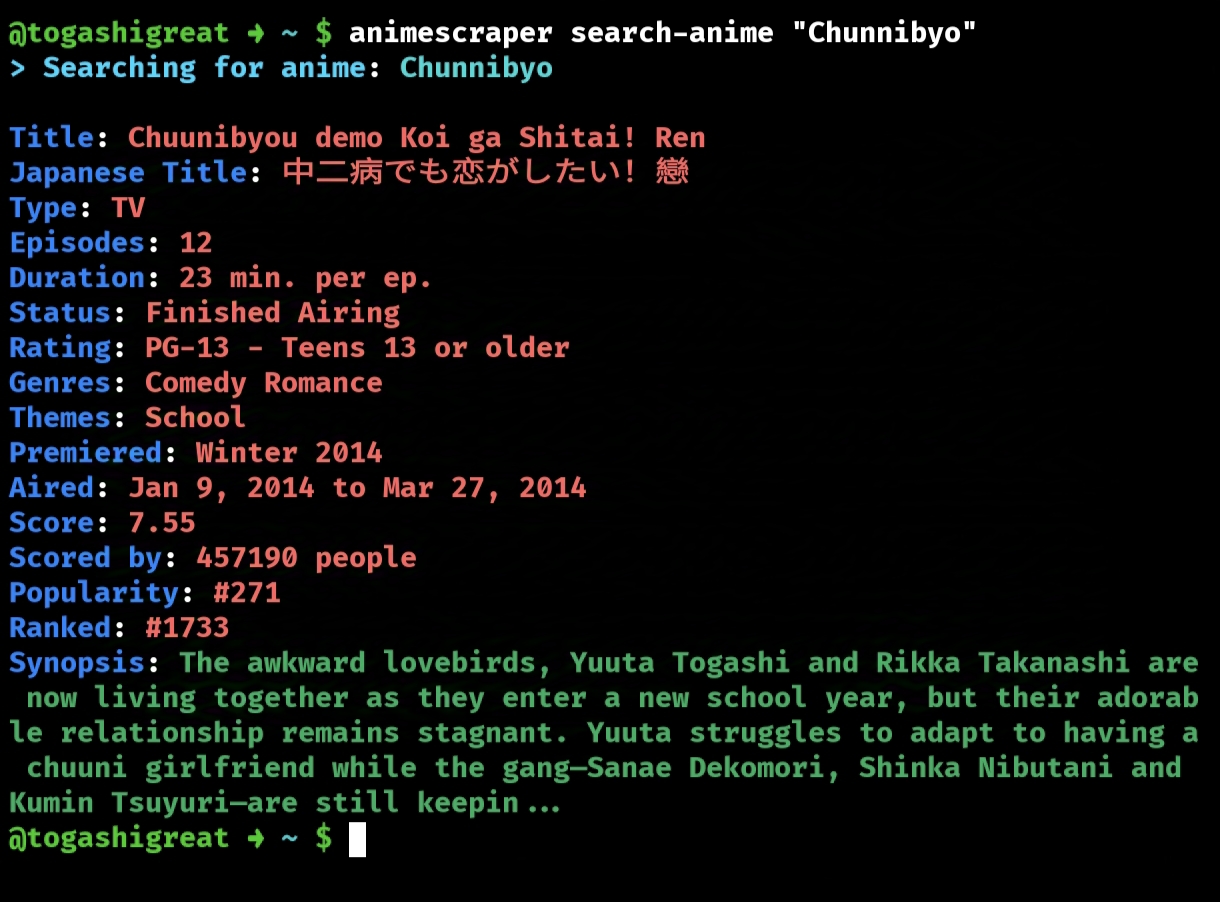 @togashigreat → ~ $ animescraper search-anime "Chunnibyo"
> Searching for anime: Chunnibyo
Title: Chuunibyou demo Koi ga Shitai! Ren
Japanese Title: 中二病でも恋がしたい! 戀
Type: TV
Episodes: 12
Duration: 23 min. per ep.
Status: Finished Airing
Rating: PG-13 - Teens 13 or older
Genres: Comedy Romance
Themes: School
Premiered: Winter 2014
Aired: Jan 9, 2014 to Mar 27, 2014
Score: 7.55
Scored by: 457190 people
Popularity: #271
Ranked: #1733
Synopsis: The awkward lovebirds, Yuuta Togashi and Rikka Takanashi are
now living together as they enter a new school year, but their adorab
le relationship remains stagnant. Yuuta struggles to adapt to having a
chuuni girlfriend while the gang—Sanae Dekomori, Shinka Nibutani and
Kumin Tsuyuri—are still keepin...
@togashigreat → ~ $